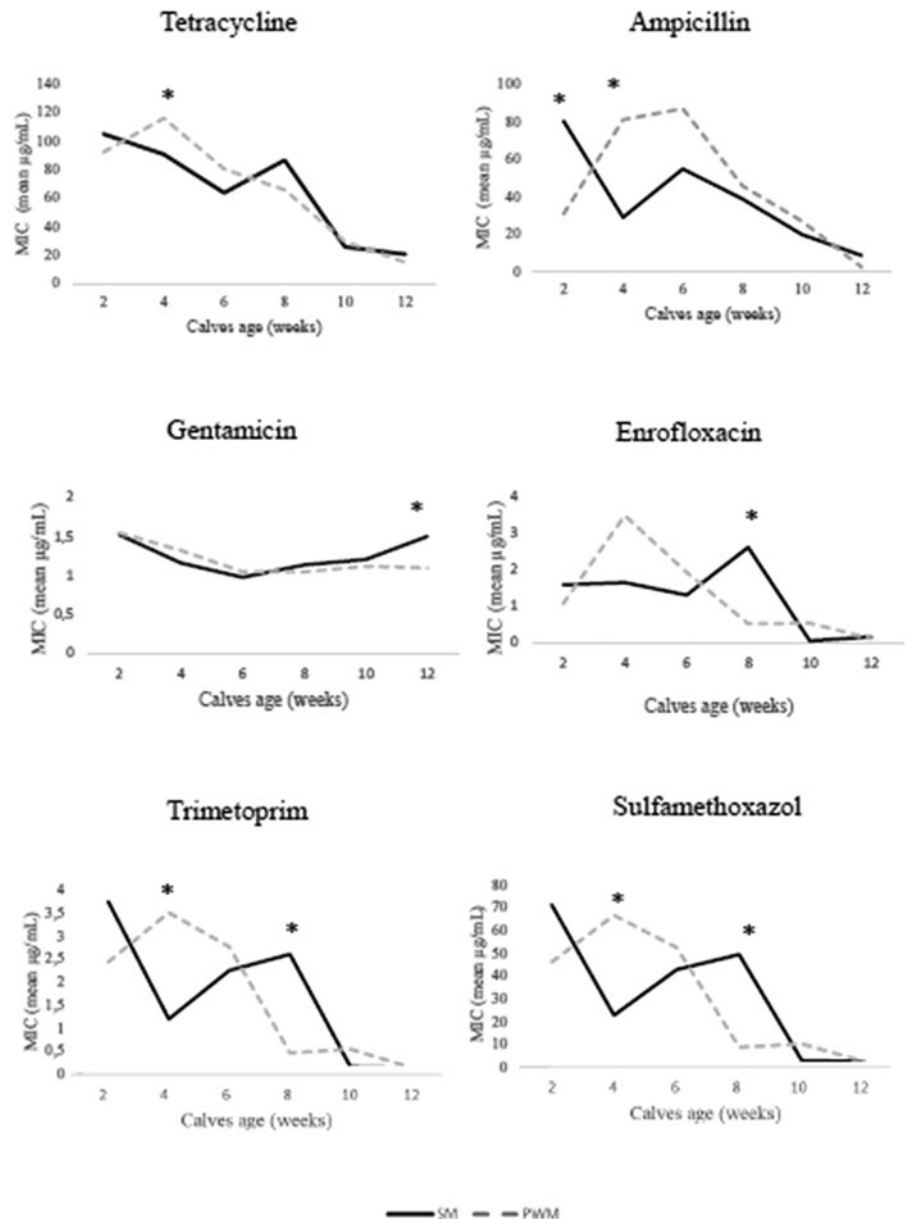 Tetracycline
MIC (mean µg/mL)
140
120
100
80
60
40
20
0
*
2 4 6 8 10 12
Calves age (weeks)
Ampicillin
MIC (mean µg/mL)
100
80
60
40
20
0
* *
2 4 6 8 10 12
Calves age (weeks)
Gentamicin
MIC (mean µg/mL)
2
1,5
1
0,5
0
*
2 4 6 8 10 12
Calves age (weeks)
Enrofloxacin
MIC (mean µg/mL)
4
3
2
1
0
*
2 4 6 8 10 12
Calves age (weeks)
Trimetoprim
MIC (mean µg/mL)
4
3,5
3
2,5
2
1,5
1
0,5
0
* *
2 4 6 8 10 12
Calves age (weeks)
Sulfamethoxazol
MIC (mean µg/mL)
80
70
60
50
40
30
20
10
0
* *
2 4 6 8 10 12
Calves age (weeks)
SM PWM